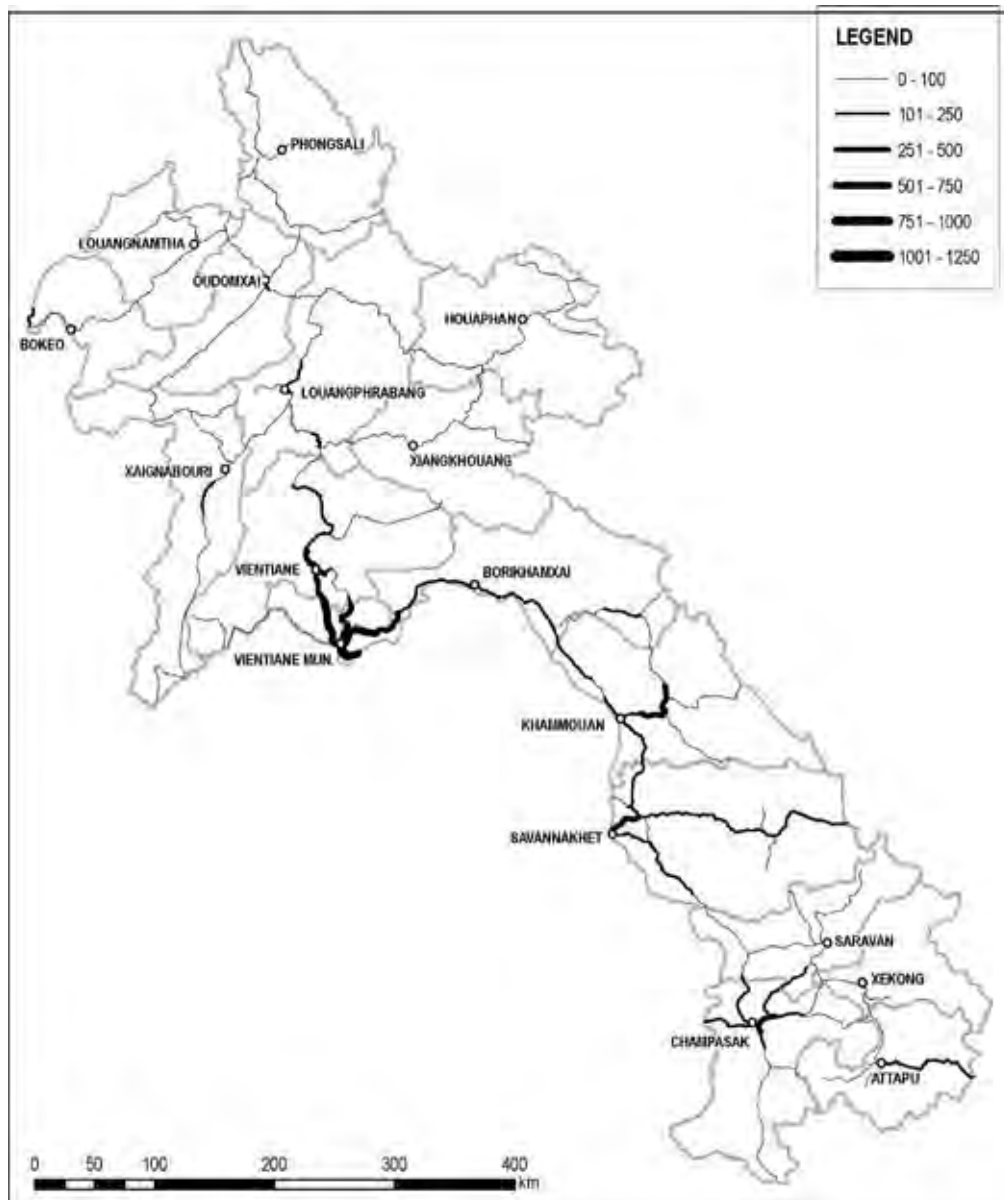 LEGEND
0 - 100
101 - 250
251 - 500
501 - 750
751 - 1000
1001 - 1250
PHONGSALI
LOUANGNAMTHA
OUDOMXAI
HOUAPHAN
BOKEO
LOUANGPHRABANG
XIANGKHOUANG
XAIGNABOURI
VIENTIANE
BORIKHAMXAI
VIENTIANE MUN.
KHAMMOUAN
SAVANNAKHET
SARAVAN
XEKONG
CHAMPASAK
ATTAPU
0 50 100 200 300 400
km